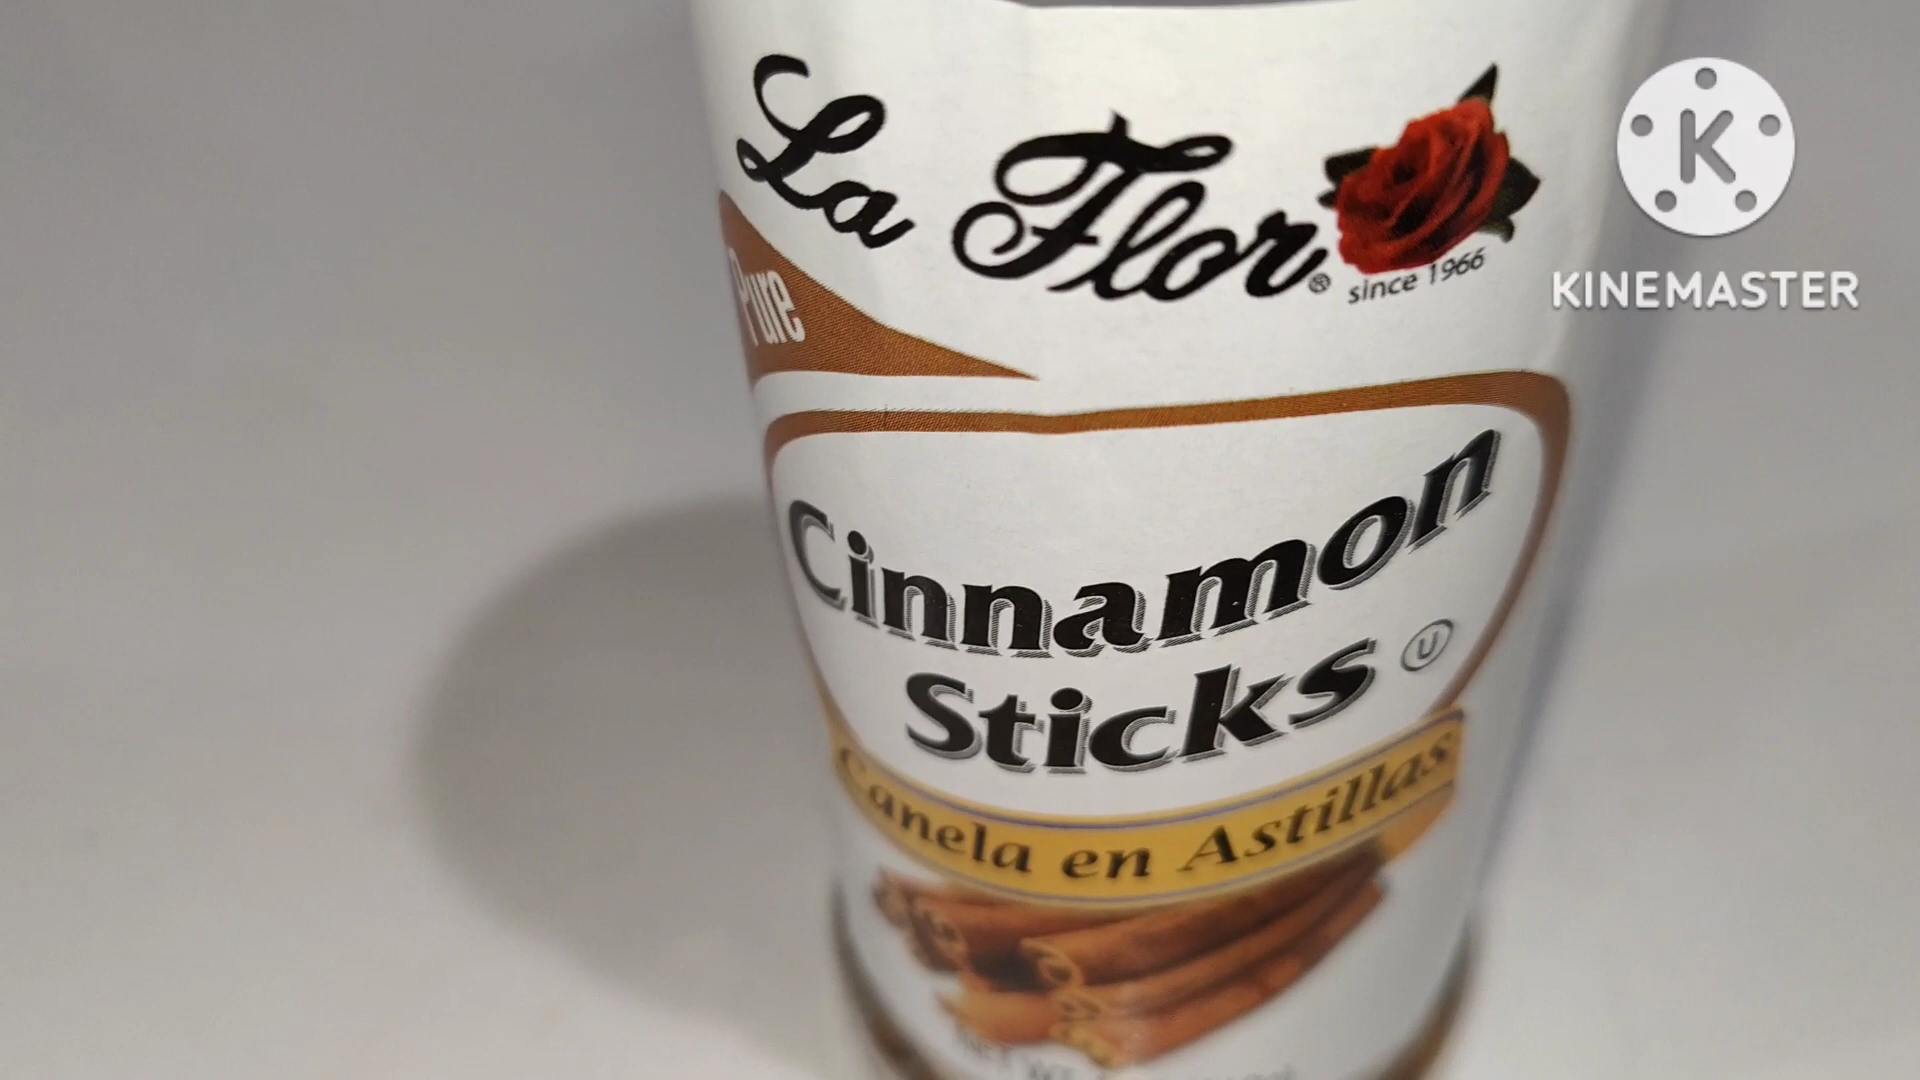 La Flor®
since 1966
Pure
Cinnamon
Sticks Ⓤ
Canela en Astillas
K
KINEMASTER